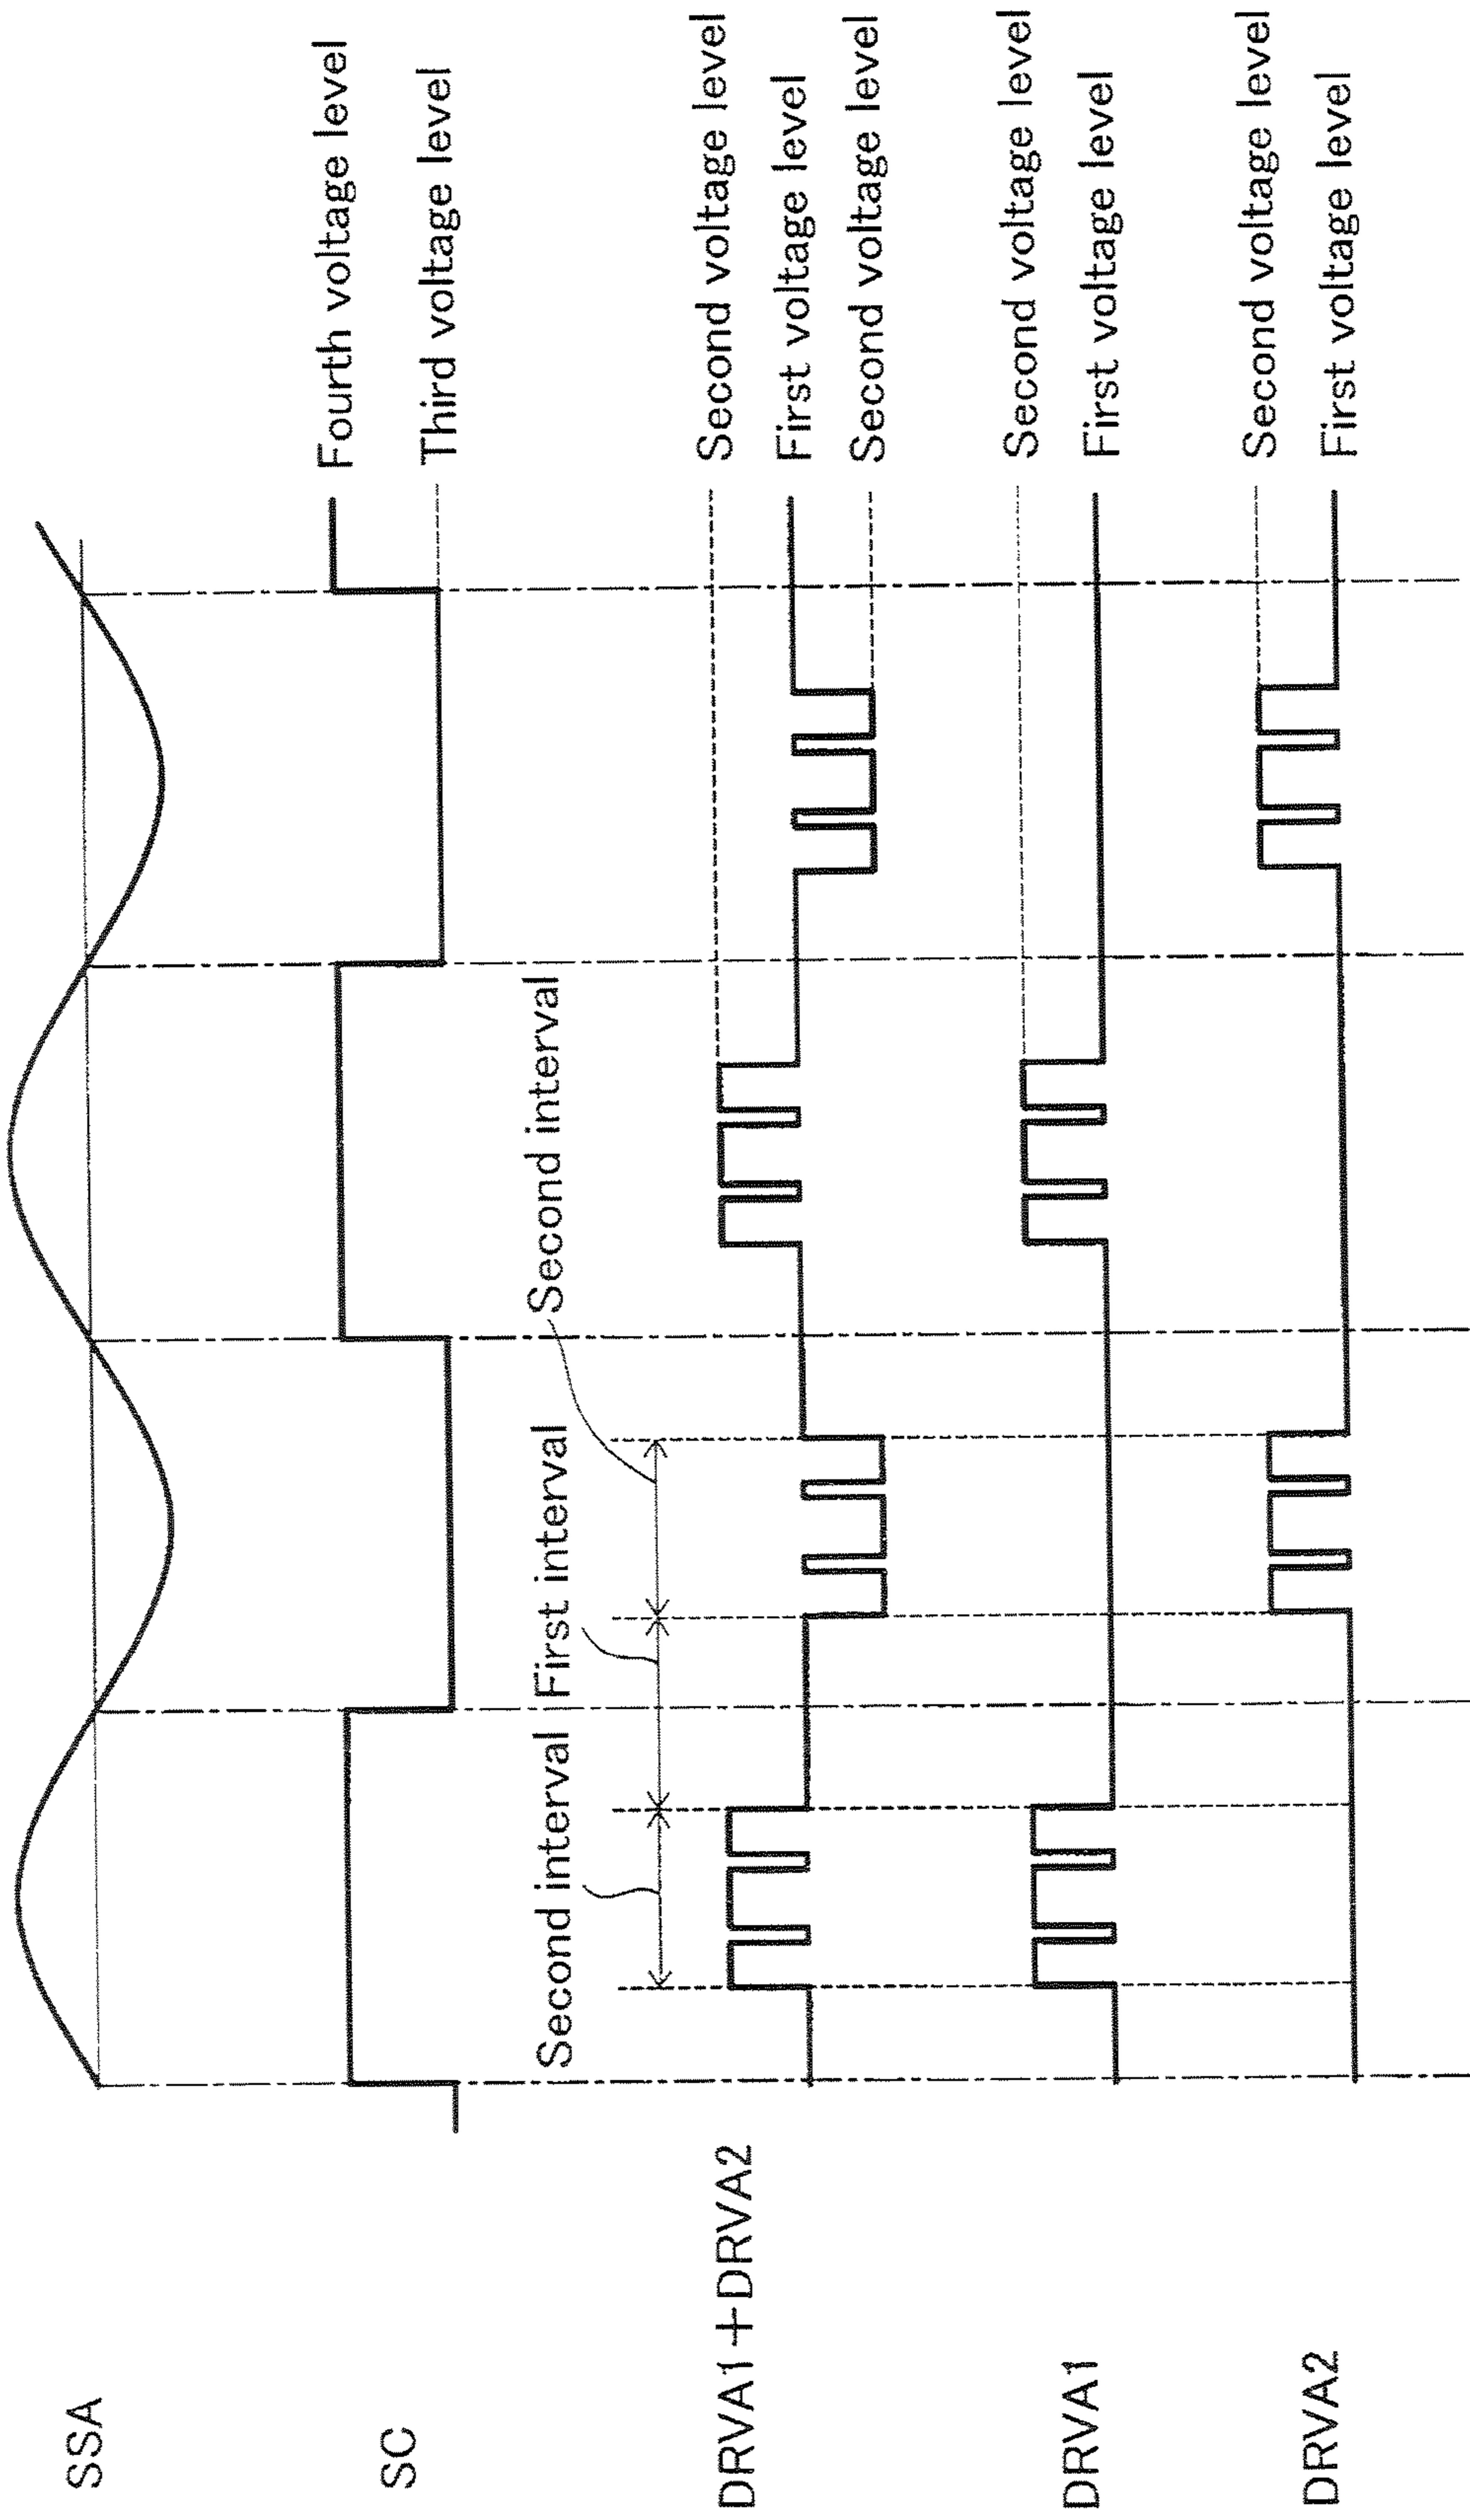 SSA
SC
Fourth voltage level
Third voltage level
Second interval
First interval
Second interval
DRVA1+DRVA2
Second voltage level
First voltage level
Second voltage level
DRVA1
Second voltage level
First voltage level
DRVA2
Second voltage level
First voltage level